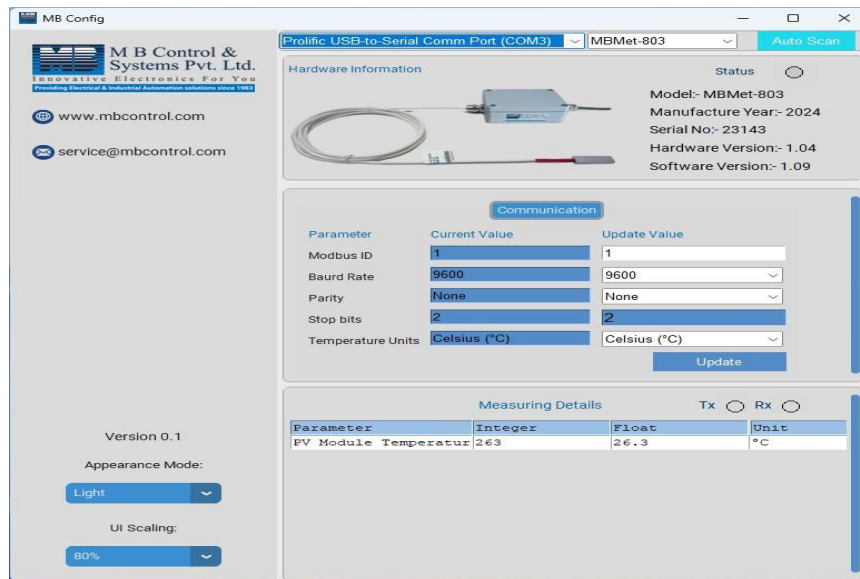 MB Config
MB
M B Control &
Systems Pvt. Ltd.
Innovative Electronics For You
Providing Electrical & Industrial Automation solutions since 1983
www.mbcontrol.com
service@mbcontrol.com
Version 0.1
Appearance Mode:
Light
UI Scaling:
80%
Prolific USB-to-Serial Comm Port (COM3) MBMet-803 Auto Scan
Hardware Information
Status
Model:- MBMet-803
Manufacture Year:- 2024
Serial No:- 23143
Hardware Version:- 1.04
Software Version:- 1.09
Communication
Parameter Current Value Update Value
Modbus ID 1 1
Baurd Rate 9600 9600
Parity None None
Stop bits 2 2
Temperature Units Celsius (°C) Celsius (°C)
Update
Measuring Details Tx Rx
Parameter Integer Float Unit
PV Module Temperatur 263 26.3 °C